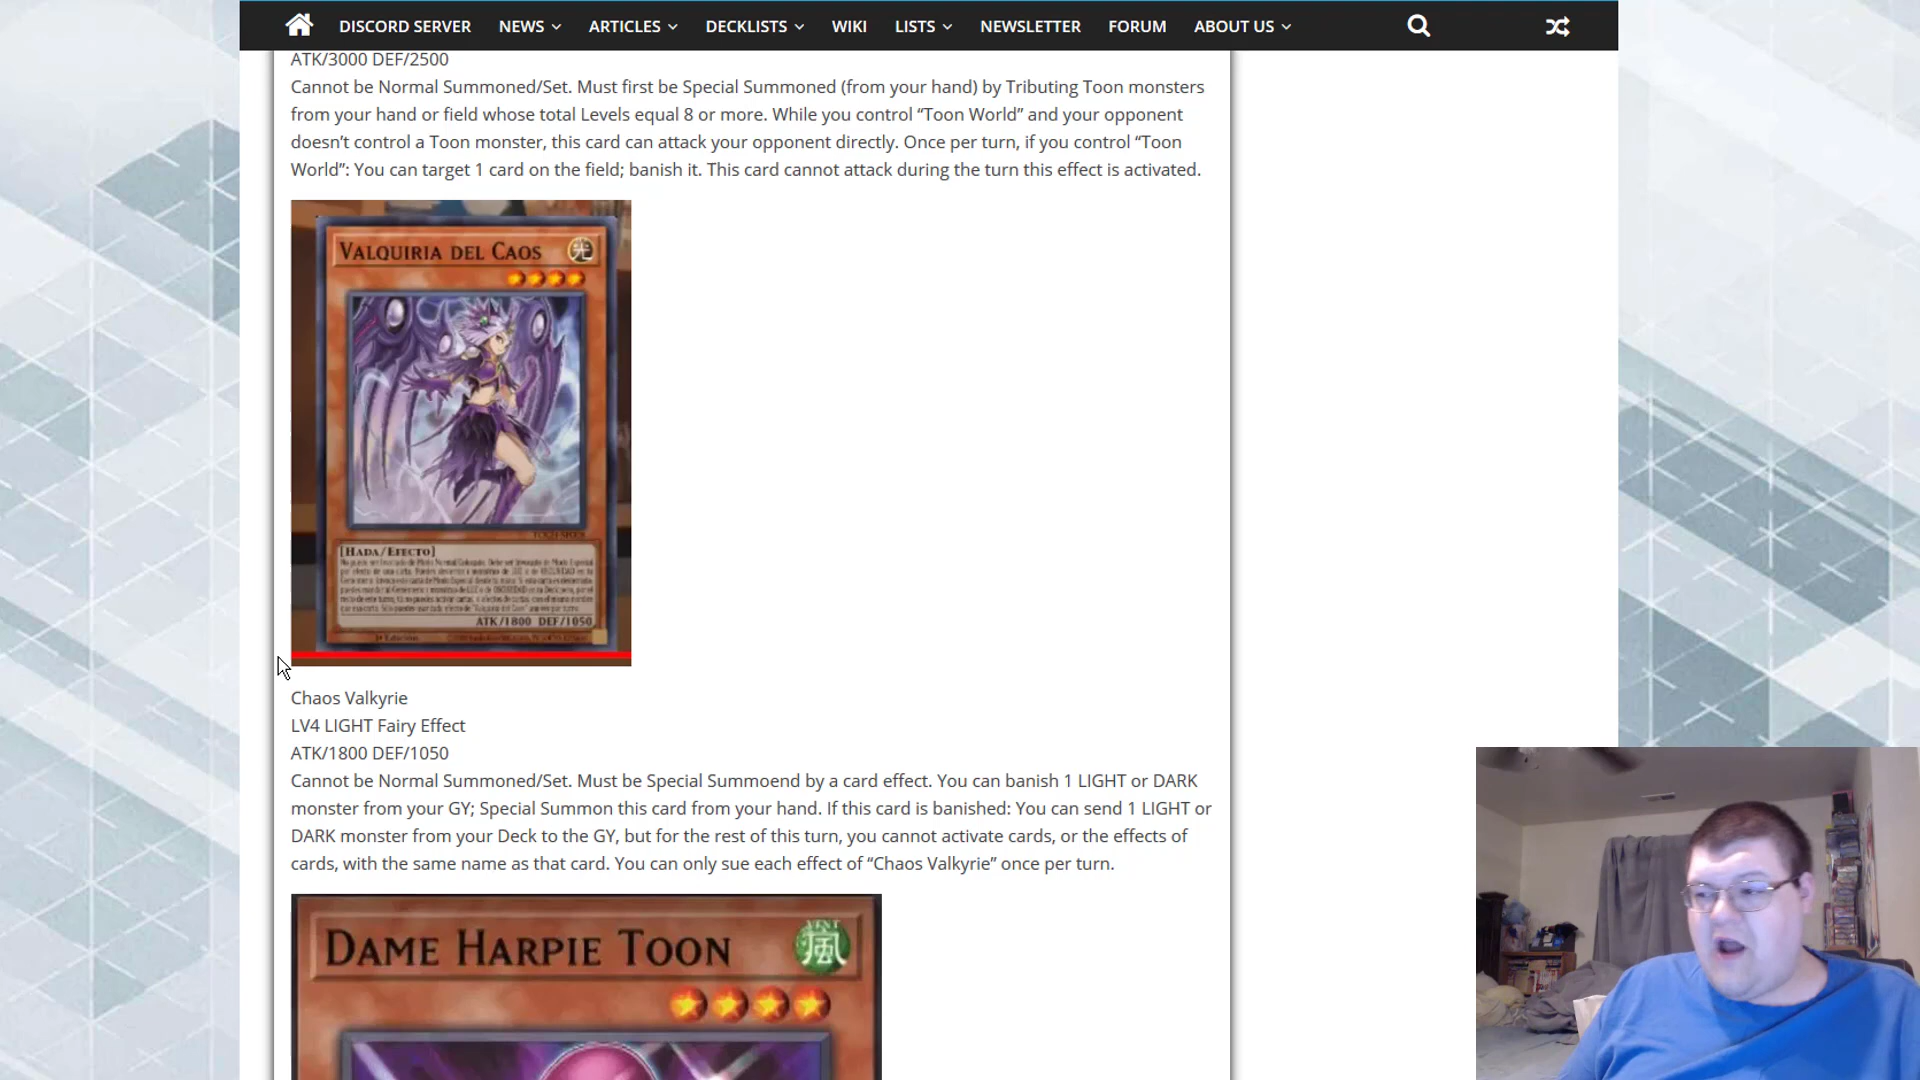 DISCORD SERVER NEWS ARTICLES DECKLISTS WIKI LISTS NEWSLETTER FORUM ABOUT US
ATK/3000 DEF/2500
Cannot be Normal Summoned/Set. Must first be Special Summoned (from your hand) by Tributing Toon monsters
from your hand or field whose total Levels equal 8 or more. While you control “Toon World” and your opponent
doesn’t control a Toon monster, this card can attack your opponent directly. Once per turn, if you control “Toon
World”: You can target 1 card on the field; banish it. This card cannot attack during the turn this effect is activated.
VALQUIRIA DEL CAOS 光
[HADA/EFECTO]
ATK/1800 DEF/1050
Chaos Valkyrie
LV4 LIGHT Fairy Effect
ATK/1800 DEF/1050
Cannot be Normal Summoned/Set. Must be Special Summoend by a card effect. You can banish 1 LIGHT or DARK
monster from your GY; Special Summon this card from your hand. If this card is banished: You can send 1 LIGHT or
DARK monster from your Deck to the GY, but for the rest of this turn, you cannot activate cards, or the effects of
cards, with the same name as that card. You can only sue each effect of “Chaos Valkyrie” once per turn.
DAME HARPIE TOON
VENT
風